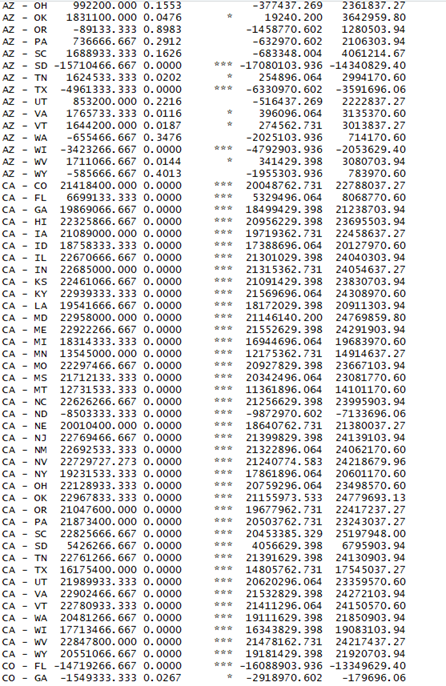 AZ - OH 992200.000 0.1553 -377437.269 2361837.27
AZ - OK 1831100.000 0.0476 * 19240.200 3642959.80
AZ - OR -89133.333 0.8983 -1458770.602 1280503.94
AZ - PA 736666.667 0.2912 -632970.602 2106303.94
AZ - SC 1688933.333 0.1626 -683348.004 4061214.67
AZ - SD -15710466.667 0.0000 *** -17080103.936 -14340829.40
AZ - TN 1624533.333 0.0202 * 254896.064 2994170.60
AZ - TX -4961333.333 0.0000 *** -6330970.602 -3591696.06
AZ - UT 853200.000 0.2216 -516437.269 2222837.27
AZ - VA 1765733.333 0.0116 * 396096.064 3135370.60
AZ - VT 1644200.000 0.0187 * 274562.731 3013837.27
AZ - WA -655466.667 0.3476 -2025103.936 714170.60
AZ - WI -3423266.667 0.0000 *** -4792903.936 -2053629.40
AZ - WV 1711066.667 0.0144 * 341429.398 3080703.94
AZ - WY -585666.667 0.4013 -1955303.936 783970.60
CA - CO 21418400.000 0.0000 *** 20048762.731 22788037.27
CA - FL 6699133.333 0.0000 *** 5329496.064 8068770.60
CA - GA 19869066.667 0.0000 *** 18499429.398 21238703.94
CA - HI 22325866.667 0.0000 *** 20956229.398 23695503.94
CA - IA 21089000.000 0.0000 *** 19719362.731 22458637.27
CA - ID 18758333.333 0.0000 *** 17388696.064 20127970.60
CA - IL 22670666.667 0.0000 *** 21301029.398 24040303.94
CA - IN 22685000.000 0.0000 *** 21315362.731 24054637.27
CA - KS 22461066.667 0.0000 *** 21091429.398 23830703.94
CA - KY 22939333.333 0.0000 *** 21569696.064 24308970.60
CA - LA 19541666.667 0.0000 *** 18172029.398 20911303.94
CA - MD 22958000.000 0.0000 *** 21146140.200 24769859.80
CA - ME 22922266.667 0.0000 *** 21552629.398 24291903.94
CA - MI 18314333.333 0.0000 *** 16944696.064 19683970.60
CA - MN 13545000.000 0.0000 *** 12175362.731 14914637.27
CA - MO 22297466.667 0.0000 *** 20927829.398 23667103.94
CA - MS 21712133.333 0.0000 *** 20342496.064 23081770.60
CA - MT 12731533.333 0.0000 *** 11361896.064 14101170.60
CA - NC 22626266.667 0.0000 *** 21256629.398 23995903.94
CA - ND -8503333.333 0.0000 *** -9872970.602 -7133696.06
CA - NE 20010400.000 0.0000 *** 18640762.731 21380037.27
CA - NJ 22769466.667 0.0000 *** 21399829.398 24139103.94
CA - NM 22692533.333 0.0000 *** 21322896.064 24062170.60
CA - NV 22729727.273 0.0000 *** 21240774.583 24218679.96
CA - NY 19231533.333 0.0000 *** 17861896.064 20601170.60
CA - OH 22128933.333 0.0000 *** 20759296.064 23498570.60
CA - OK 22967833.333 0.0000 *** 21155973.533 24779693.13
CA - OR 21047600.000 0.0000 *** 19677962.731 22417237.27
CA - PA 21873400.000 0.0000 *** 20503762.731 23243037.27
CA - SC 22825666.667 0.0000 *** 20453385.329 25197948.00
CA - SD 5426266.667 0.0000 *** 4056629.398 6795903.94
CA - TN 22761266.667 0.0000 *** 21391629.398 24130903.94
CA - TX 16175400.000 0.0000 *** 14805762.731 17545037.27
CA - UT 21989933.333 0.0000 *** 20620296.064 23359570.60
CA - VA 22902466.667 0.0000 *** 21532829.398 24272103.94
CA - VT 22780933.333 0.0000 *** 21411296.064 24150570.60
CA - WA 20481266.667 0.0000 *** 19111629.398 21850903.94
CA - WI 17713466.667 0.0000 *** 16343829.398 19083103.94
CA - WV 22847800.000 0.0000 *** 21478162.731 24217437.27
CA - WY 20551066.667 0.0000 *** 19181429.398 21920703.94
CO - FL -14719266.667 0.0000 *** -16088903.936 -13349629.40
CO - GA -1549333.333 0.0267 * -2918970.602 -179696.06